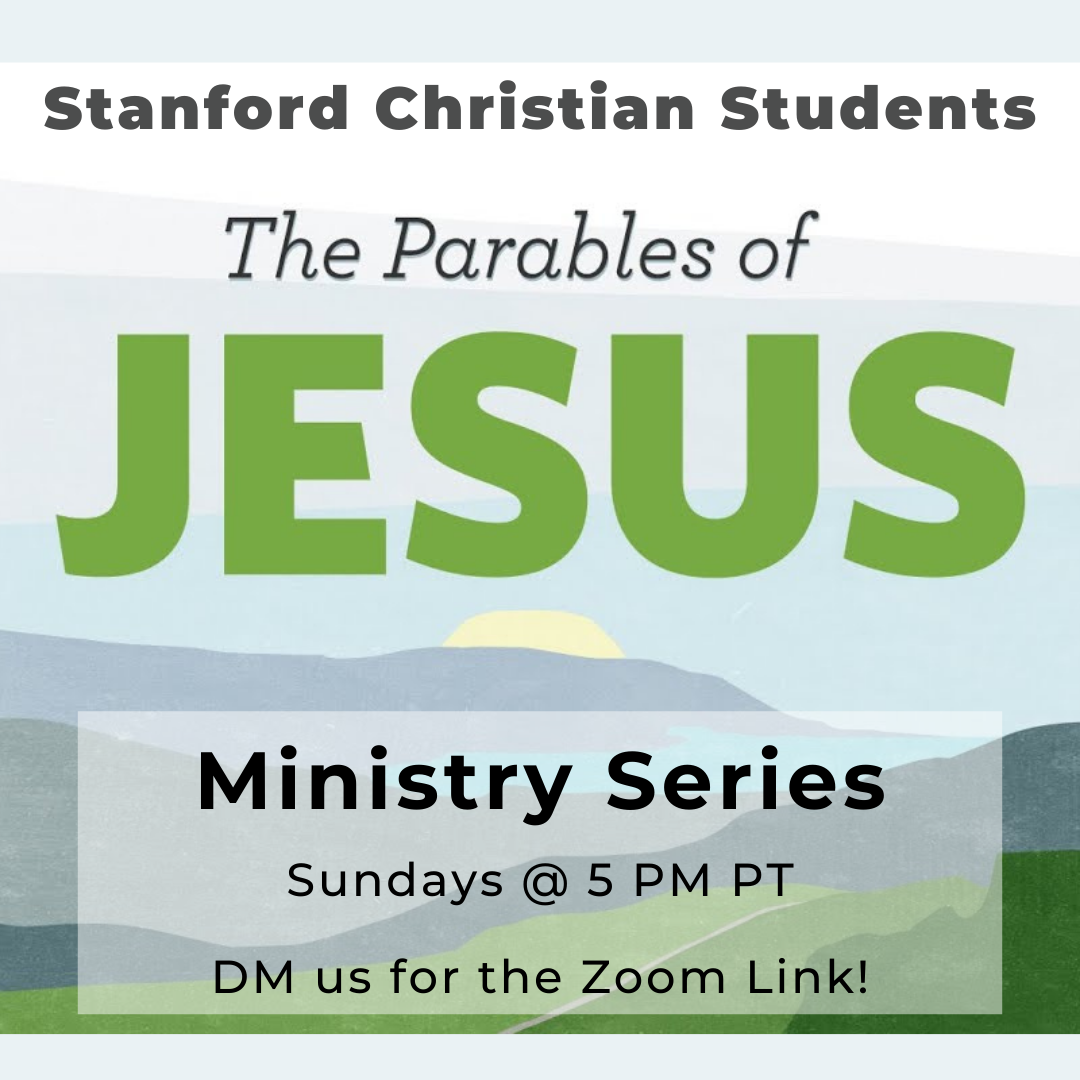 Stanford Christian Students
The Parables of
JESUS
Ministry Series
Sundays @ 5 PM PT
DM us for the Zoom Link!